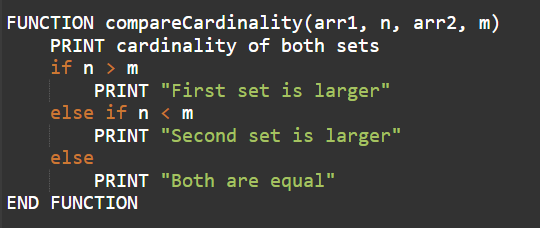 FUNCTION compareCardinality(arr1, n, arr2, m)
    PRINT cardinality of both sets
    if n > m
        PRINT "First set is larger"
    else if n < m
        PRINT "Second set is larger"
    else
        PRINT "Both are equal"
END FUNCTION